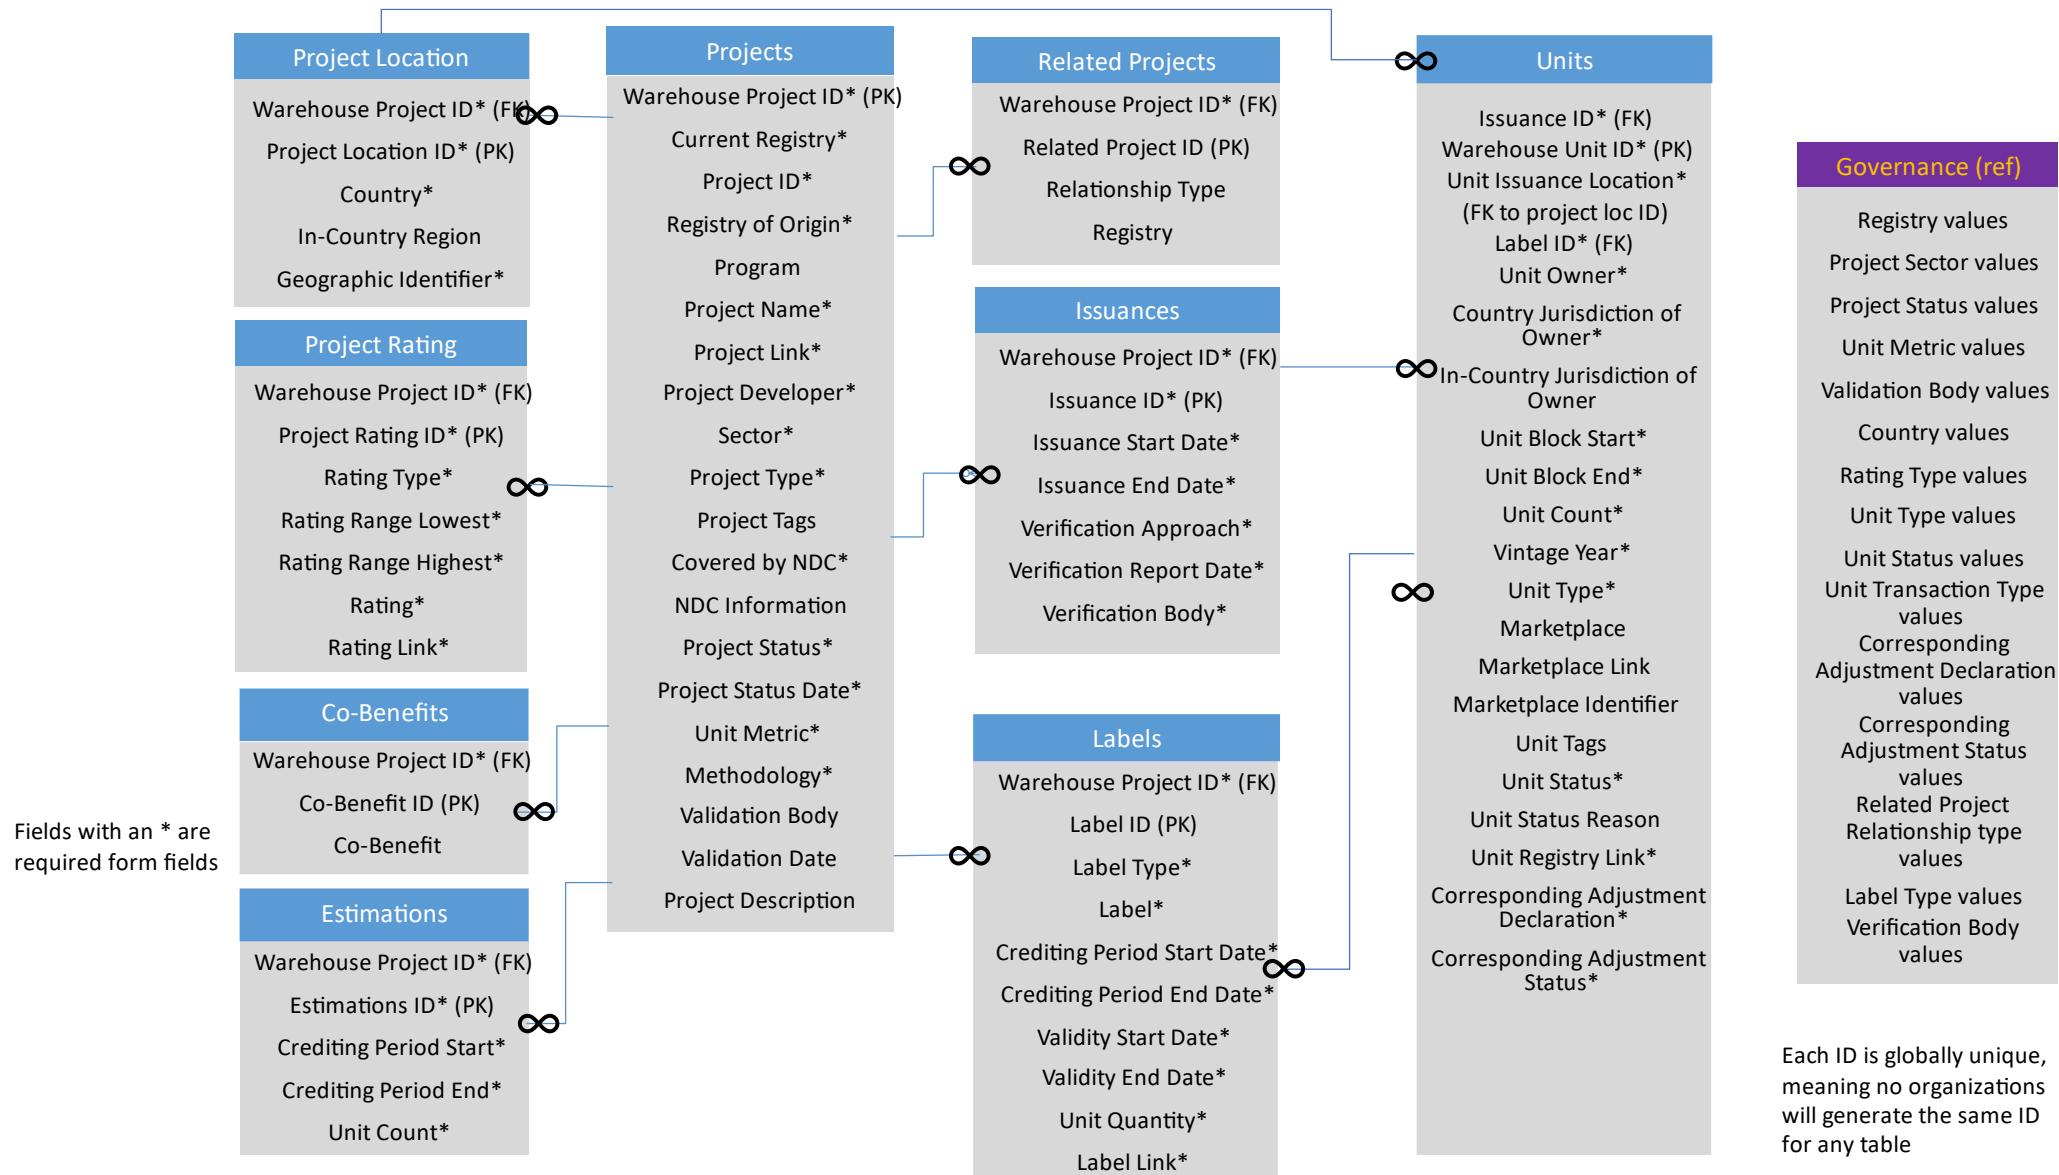 Project Location
Warehouse Project ID* (FK)
Project Location ID* (PK)
Country*
In-Country Region
Geographic Identifier*
Project Rating
Warehouse Project ID* (FK)
Project Rating ID* (PK)
Rating Type*
Rating Range Lowest*
Rating Range Highest*
Rating*
Rating Link*
Co-Benefits
Warehouse Project ID* (FK)
Co-Benefit ID (PK)
Co-Benefit
Fields with an * are
required form fields
Estimations
Warehouse Project ID* (FK)
Estimations ID* (PK)
Crediting Period Start*
Crediting Period End*
Unit Count*
Projects
Warehouse Project ID* (PK)
Current Registry*
Project ID*
Registry of Origin*
Program
Project Name*
Project Link*
Project Developer*
Sector*
Project Type*
Project Tags
Covered by NDC*
NDC Information
Project Status*
Project Status Date*
Unit Metric*
Methodology*
Validation Body
Validation Date
Project Description
Related Projects
Warehouse Project ID* (FK)
Related Project ID (PK)
Relationship Type
Registry
Issuances
Warehouse Project ID* (FK)
Issuance ID* (PK)
Issuance Start Date*
Issuance End Date*
Verification Approach*
Verification Report Date*
Verification Body*
Labels
Warehouse Project ID* (FK)
Label ID (PK)
Label Type*
Label*
Crediting Period Start Date*
Crediting Period End Date*
Validity Start Date*
Validity End Date*
Unit Quantity*
Label Link*
Units
Issuance ID* (FK)
Warehouse Unit ID* (PK)
Unit Issuance Location*
(FK to project loc ID)
Label ID* (FK)
Unit Owner*
Country Jurisdiction of
Owner*
In-Country Jurisdiction of
Owner
Unit Block Start*
Unit Block End*
Unit Count*
Vintage Year*
Unit Type*
Marketplace
Marketplace Link
Marketplace Identifier
Unit Tags
Unit Status*
Unit Status Reason
Unit Registry Link*
Corresponding Adjustment
Declaration*
Corresponding Adjustment
Status*
Governance (ref)
Registry values
Project Sector values
Project Status values
Unit Metric values
Validation Body values
Country values
Rating Type values
Unit Type values
Unit Status values
Unit Transaction Type
values
Corresponding
Adjustment Declaration
values
Corresponding
Adjustment Status
values
Related Project
Relationship type
values
Label Type values
Verification Body
values
Each ID is globally unique,
meaning no organizations
will generate the same ID
for any table